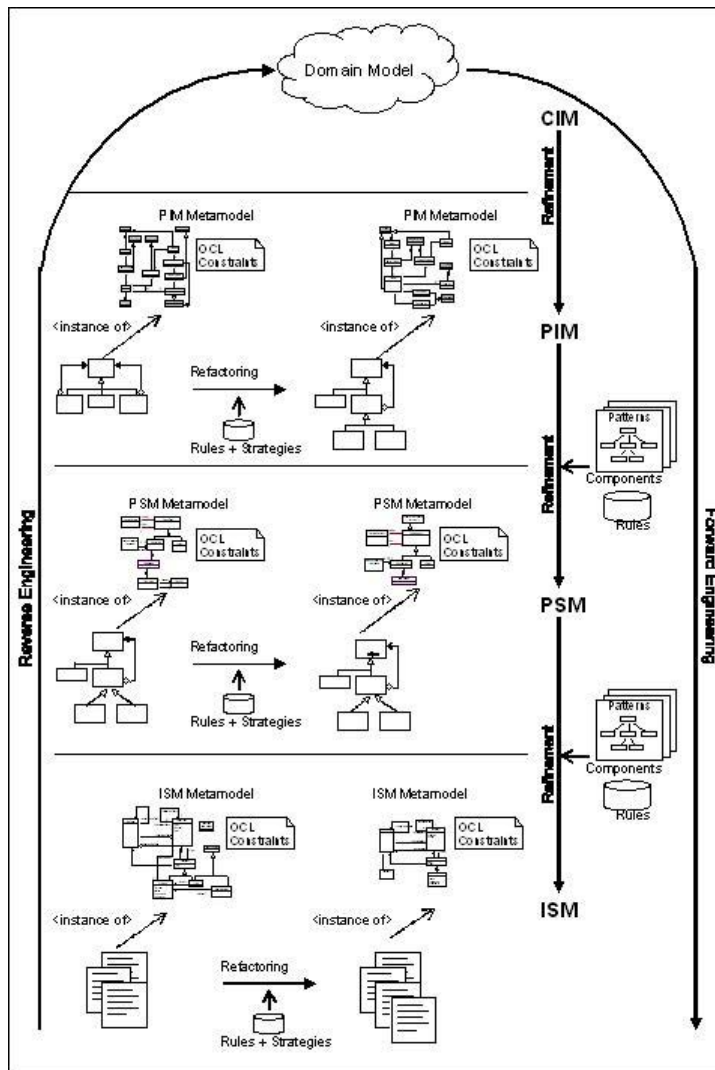 Domain Model
CIM
Refinement
PIM Metamodel
PIM Metamodel
OCL
Constraints
OCL
Constraints
<instance of>
<instance of>
PIM
Refactoring
Rules + Strategies
Patterns
Components
Rules
Refinement
Reverse Engineering
Forward Engineering
PSM Metamodel
PSM Metamodel
OCL
Constraints
OCL
Constraints
<instance of>
<instance of>
PSM
Refactoring
Rules + Strategies
Patterns
Components
Rules
Refinement
ISM Metamodel
ISM Metamodel
OCL
Constraints
OCL
Constraints
<instance of>
<instance of>
ISM
Refactoring
Rules + Strategies